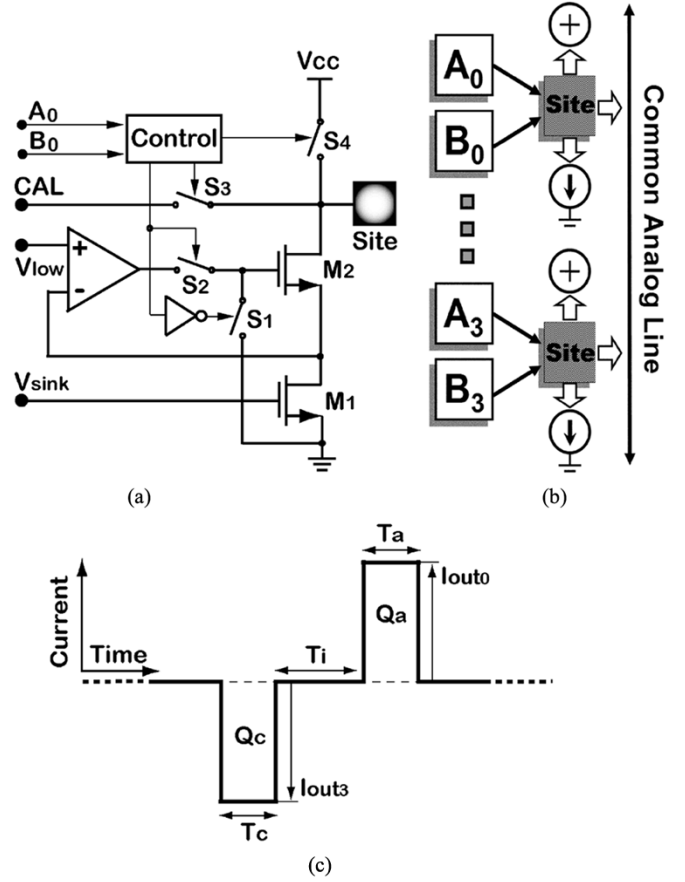 Vcc
A0
B0
Control
S4
CAL
S3
Site
+
Vlow
-
S2
M2
S1
Vsink
M1
(a)
A0
B0
Site
+
A3
B3
Site
+
Common Analog Line
(b)
Current
Time
Ta
Iout0
Qa
Ti
Qc
Iout3
Tc
(c)